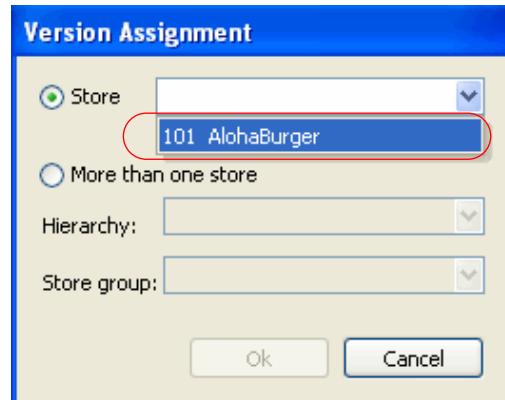 Version Assignment
Store
101 AlohaBurger
More than one store
Hierarchy:
Store group:
Ok Cancel